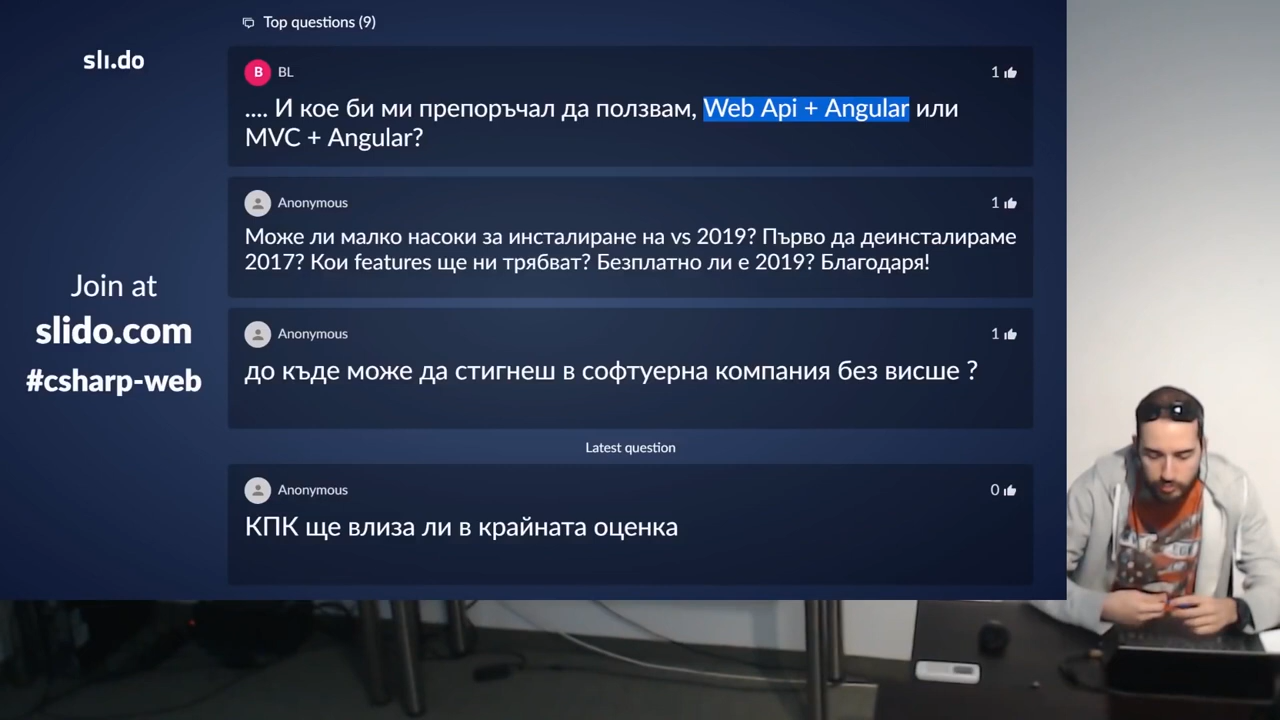 Top questions (9)
sli.do
B BL 1
.... И кое би ми препоръчал да ползвам, Web Api + Angular или
MVC + Angular?
Anonymous 1
Може ли малко насоки за инсталиране на vs 2019? Първо да деинсталираме
2017? Кои features ще ни трябват? Безплатно ли е 2019? Благодаря!
Join at
slido.com
#csharp-web
Anonymous 1
до къде може да стигнеш в софтуерна компания без висше ?
Latest question
Anonymous 0
КПК ще влиза ли в крайната оценка